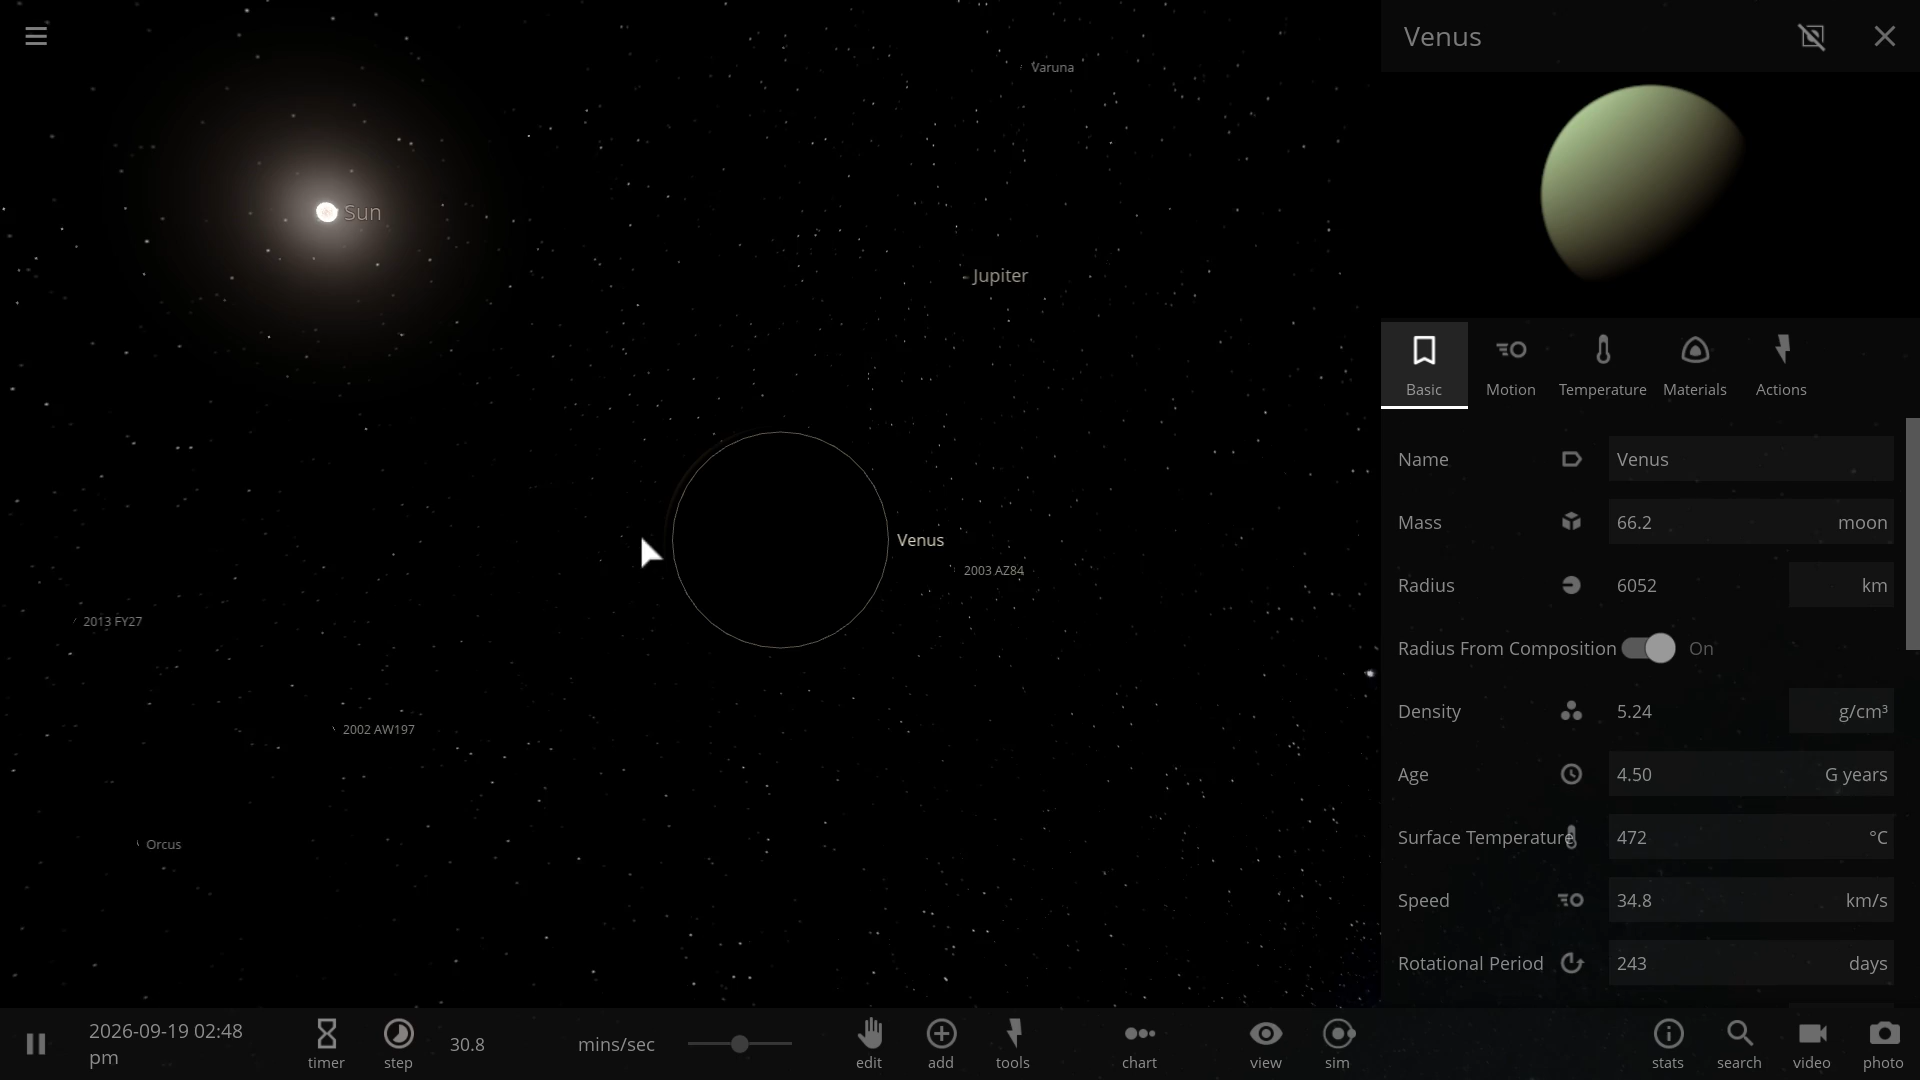 Venus
Varuna
Sun
Jupiter
Venus
2003 AZ84
2013 FY27
2002 AW197
Orcus
Basic
Motion
Temperature
Materials
Actions
Name Venus
Mass 66.2 moon
Radius 6052 km
Radius From Composition On
Density 5.24 g/cm³
Age 4.50 G years
Surface Temperature 472 °C
Speed 34.8 km/s
Rotational Period 243 days
2026-09-19 02:48
pm
timer
step
30.8 mins/sec
edit
add
tools
chart
view
sim
stats
search
video
photo